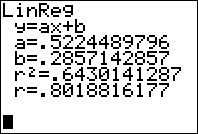 LinReg
y=ax+b
a=.5224489796
b=.2857142857
r²=.6430141287
r=.8018816177